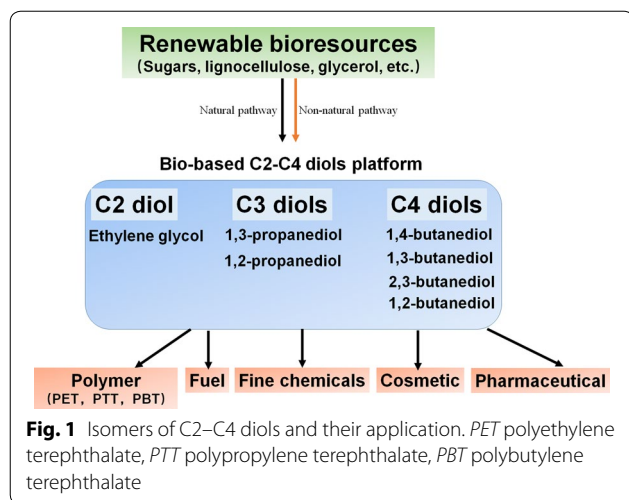 Renewable bioresources
(Sugars, lignocellulose, glycerol, etc.)
Natural pathway
Non-natural pathway
Bio-based C2-C4 diols platform
C2 diol
Ethylene glycol
C3 diols
1,3-propanediol
1,2-propanediol
C4 diols
1,4-butanediol
1,3-butanediol
2,3-butanediol
1,2-butanediol
Polymer
(PET, PTT, PBT)
Fuel
Fine chemicals
Cosmetic
Pharmaceutical
Fig. 1 Isomers of C2–C4 diols and their application. PET polyethylene
terephthalate, PTT polypropylene terephthalate, PBT polybutylene
terephthalate